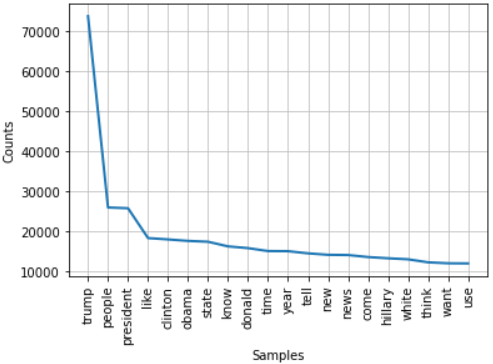 70000
60000
50000
40000
30000
20000
10000
Counts
trump
people
president
like
clinton
obama
state
know
donald
time
year
tell
new
news
come
hillary
white
think
want
use
Samples